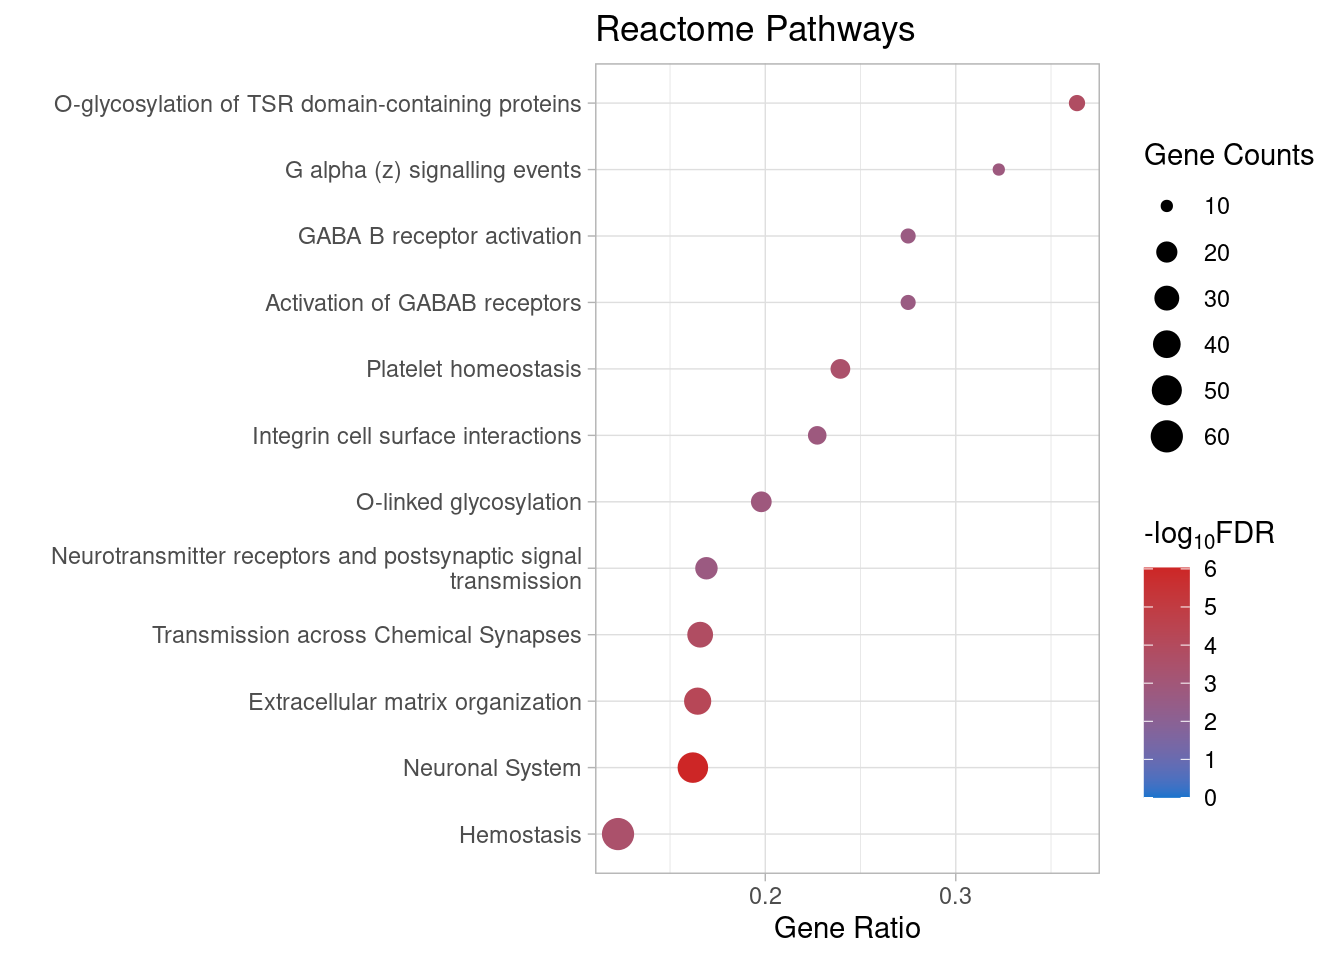 Reactome Pathways
O-glycosylation of TSR domain-containing proteins
G alpha (z) signalling events
GABA B receptor activation
Activation of GABAB receptors
Platelet homeostasis
Integrin cell surface interactions
O-linked glycosylation
Neurotransmitter receptors and postsynaptic signal
transmission
Transmission across Chemical Synapses
Extracellular matrix organization
Neuronal System
Hemostasis
0.2
0.3
Gene Ratio
Gene Counts
10
20
30
40
50
60
-log₁₀FDR
6
5
4
3
2
1
0